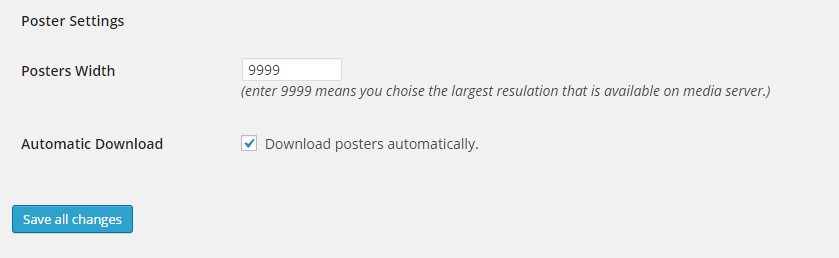 Poster Settings
Posters Width 9999
(enter 9999 means you choise the largest resulation that is available on media server.)
Automatic Download Download posters automatically.
Save all changes